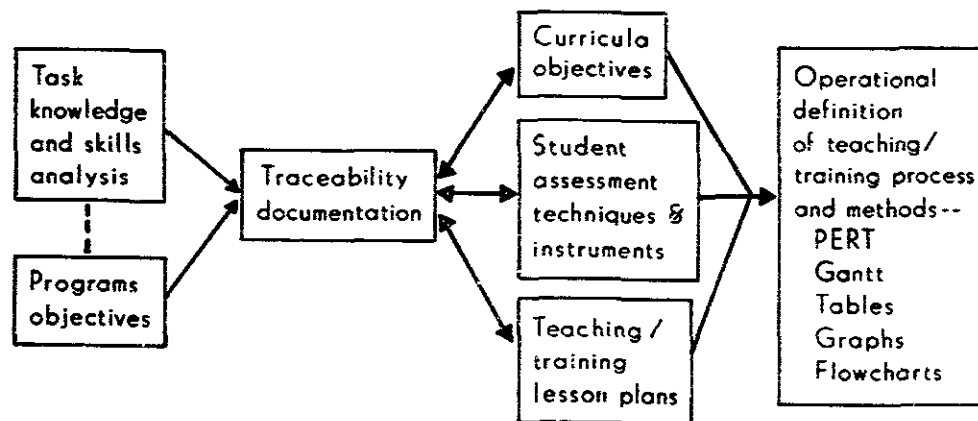 Task
knowledge
and skills
analysis
Programs
objectives
Traceability
documentation
Curricula
objectives
Student
assessment
techniques &
instruments
Teaching /
training
lesson plans
Operational
definition
of teaching/
training process
and methods--
PERT
Gantt
Tables
Graphs
Flowcharts